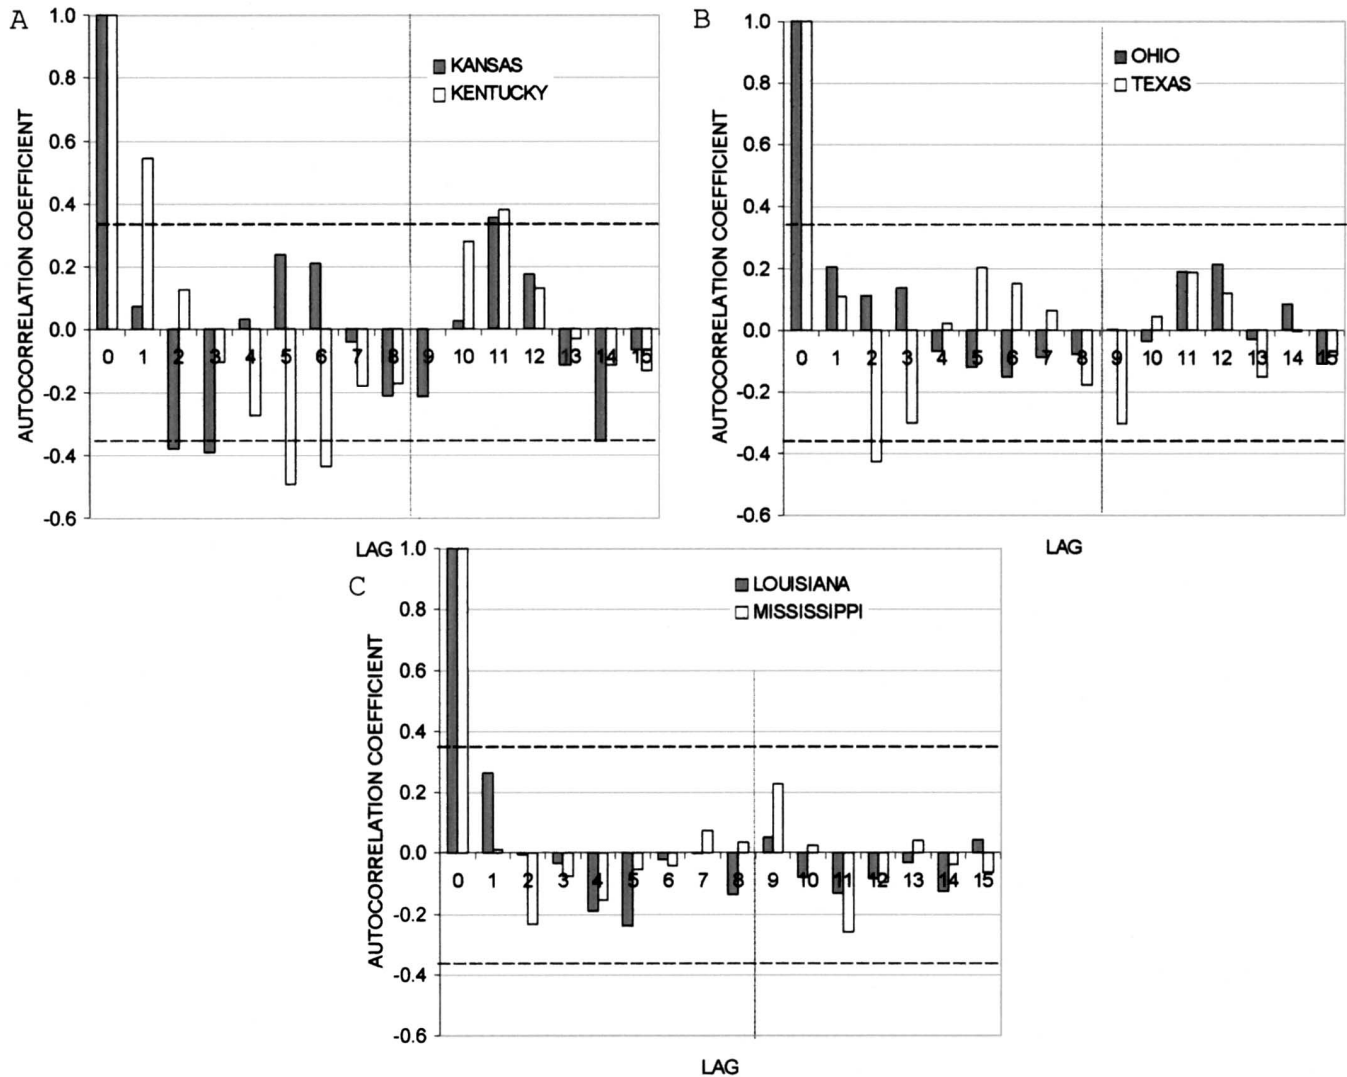 A
AUTOCORRELATION COEFFICIENT
1.0
0.8
0.6
0.4
0.2
0.0
-0.2
-0.4
-0.6
KANSAS
KENTUCKY
0 1 2 3 4 5 6 7 8 9 10 11 12 13 14 15
LAG
B
AUTOCORRELATION COEFFICIENT
1.0
0.8
0.6
0.4
0.2
0.0
-0.2
-0.4
-0.6
OHIO
TEXAS
0 1 2 3 4 5 6 7 8 9 10 11 12 13 14 15
LAG
C
AUTOCORRELATION COEFFICIENT
1.0
0.8
0.6
0.4
0.2
0.0
-0.2
-0.4
-0.6
LOUISIANA
MISSISSIPPI
0 1 2 3 4 5 6 7 8 9 10 11 12 13 14 15
LAG